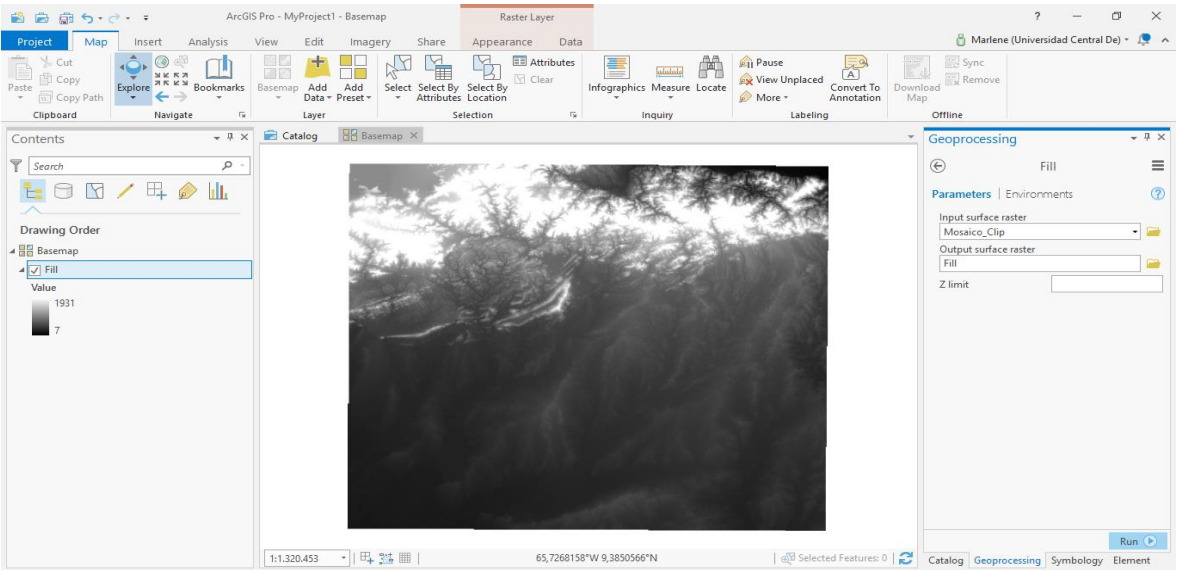 ArcGIS Pro - MyProject1 - Basemap
Raster Layer
?
Project Map Insert Analysis View Edit Imagery Share Appearance Data
Marlene (Universidad Central De)
Paste
Cut
Copy
Copy Path
Clipboard
Explore
Bookmarks
Navigate
Basemap
Add Data
Add Preset
Layer
Select
Select By Attributes
Select By Location
Attributes
Clear
Selection
Infographics
Measure
Locate
Inquiry
Pause
View Unplaced
More
Convert To Annotation
Labeling
Download Map
Sync
Remove
Offline
Contents
Search
Drawing Order
Basemap
Fill
Value
1931
7
Catalog
Basemap
1:1.320.453
65,7268158°W 9,3850566°N
Selected Features: 0
Geoprocessing
Fill
Parameters | Environments
?
Input surface raster
Mosaico_Clip
Output surface raster
Fill
Z limit
Run
Catalog Geoprocessing Symbology Element